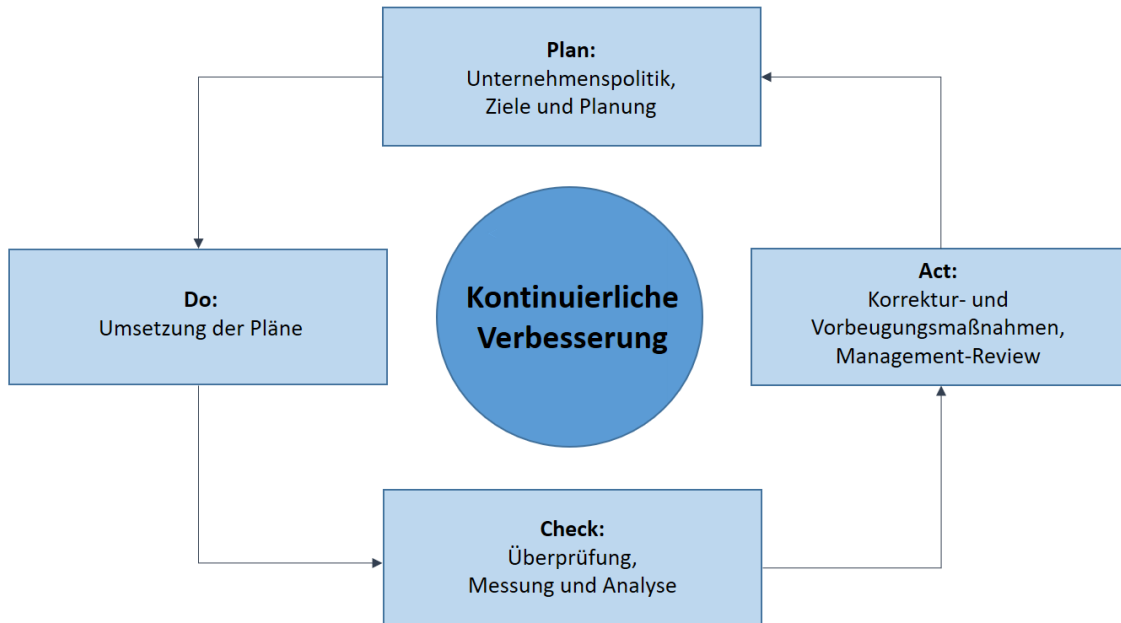 Plan:
Unternehmenspolitik,
Ziele und Planung
Do:
Umsetzung der Pläne
Kontinuierliche
Verbesserung
Act:
Korrektur- und
Vorbeugungsmaßnahmen,
Management-Review
Check:
Überprüfung,
Messung und Analyse